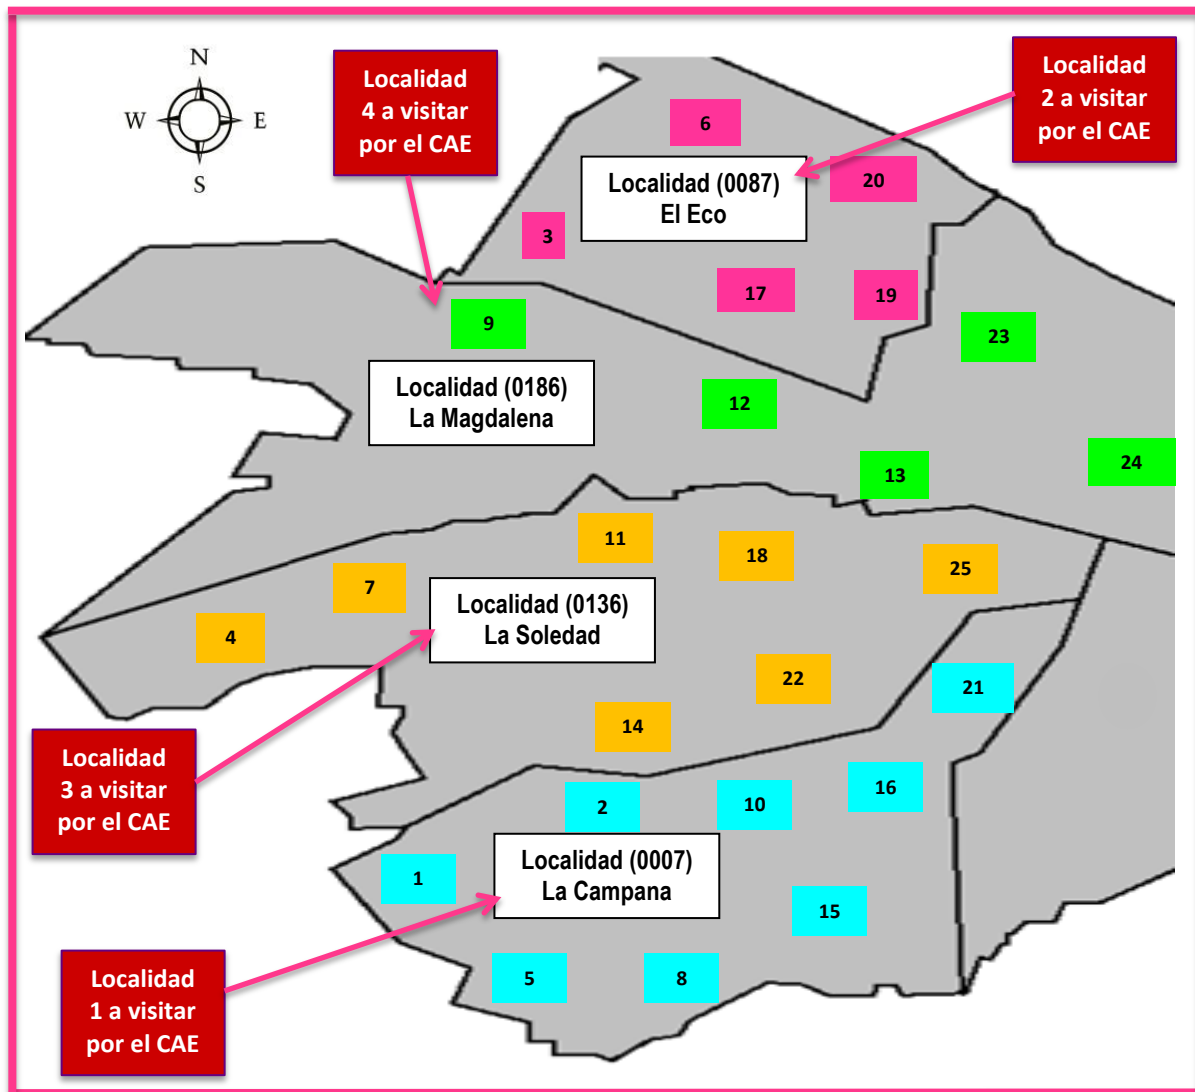 N
W
E
S
Localidad
4 a visitar
por el CAE
Localidad
2 a visitar
por el CAE
6
Localidad (0087)
El Eco
20
3
17
19
9
23
Localidad (0186)
La Magdalena
12
13
24
11
18
25
7
Localidad (0136)
La Soledad
4
22
21
14
Localidad
3 a visitar
por el CAE
2
10
16
Localidad (0007)
La Campana
1
15
5
8
Localidad
1 a visitar
por el CAE